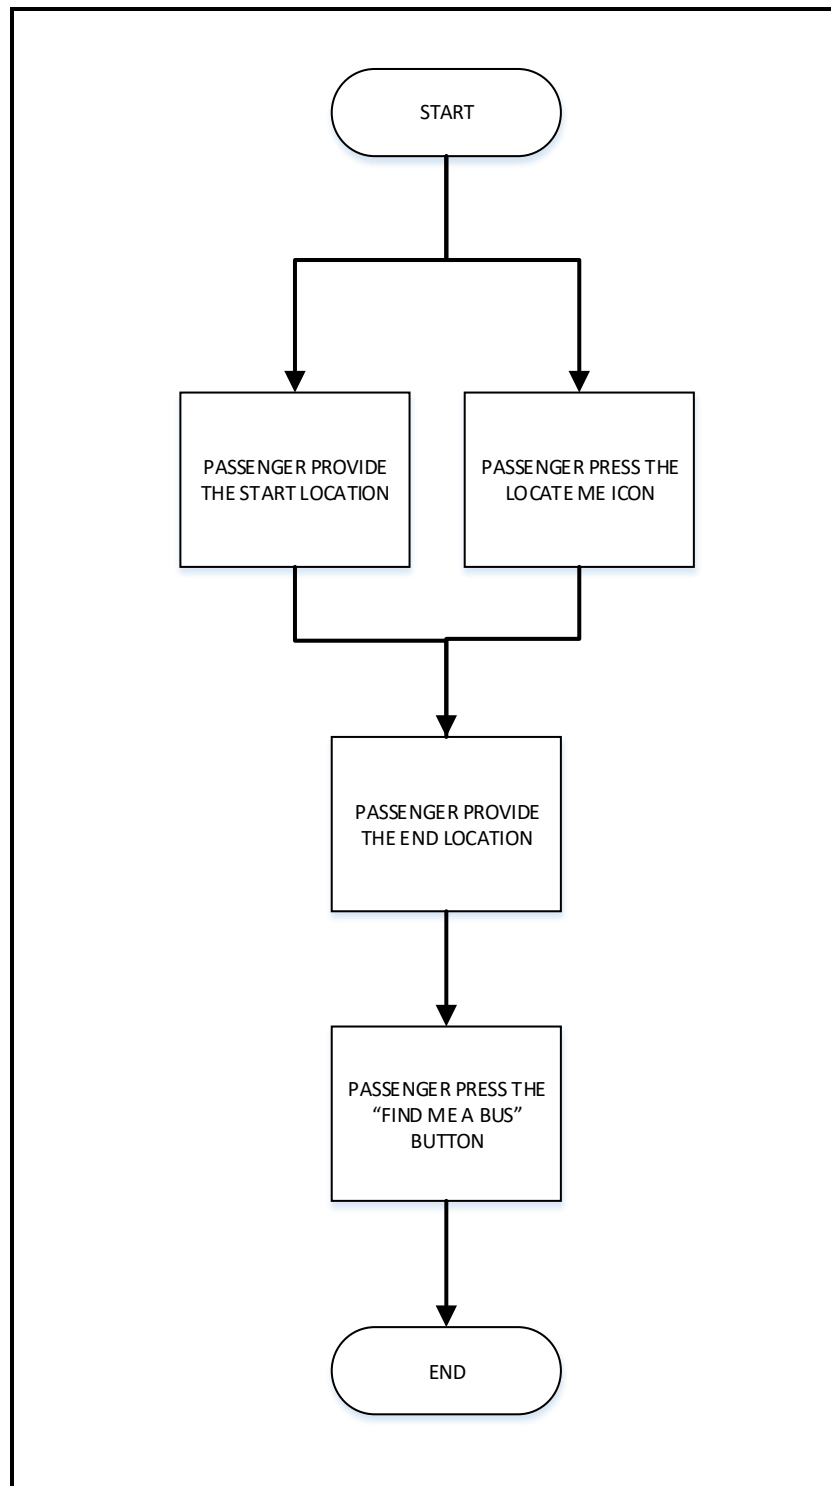 START
PASSENGER PROVIDE
THE START LOCATION
PASSENGER PRESS THE
LOCATE ME ICON
PASSENGER PROVIDE
THE END LOCATION
PASSENGER PRESS THE
“FIND ME A BUS”
BUTTON
END